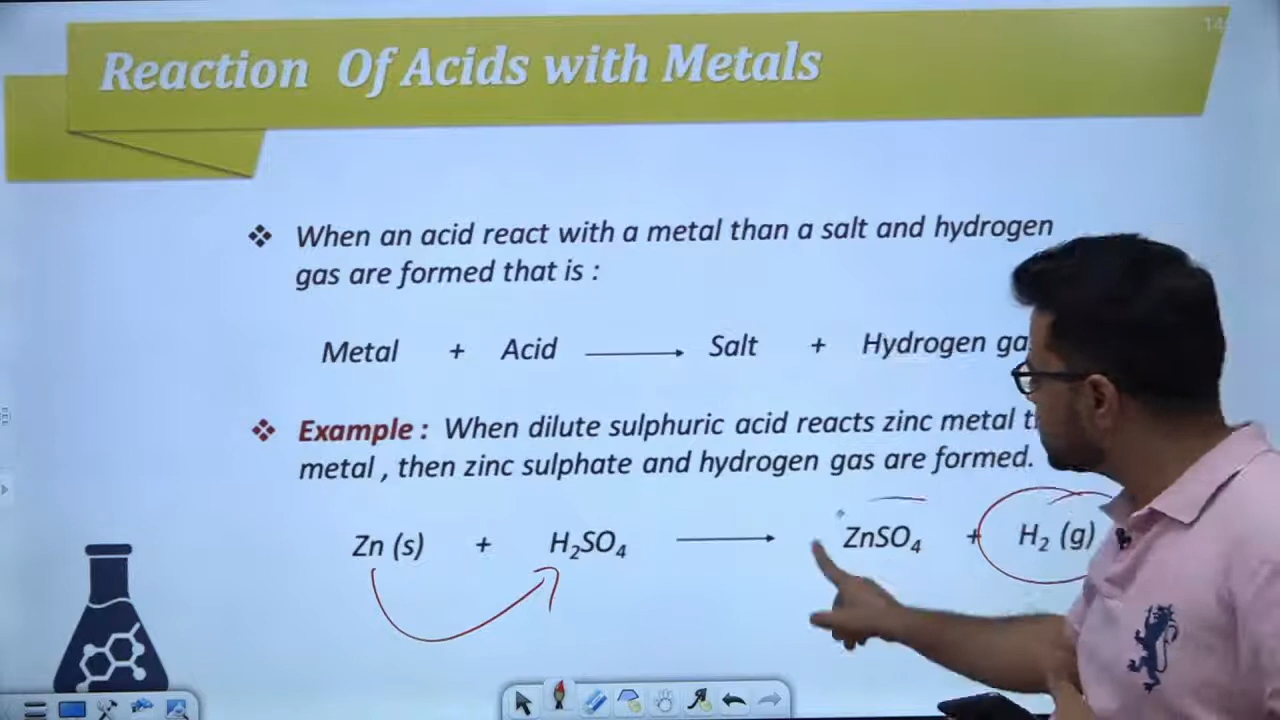 Reaction Of Acids with Metals
❖ When an acid react with a metal than a salt and hydrogen
gas are formed that is :
Metal + Acid ⟶ Salt + Hydrogen
❖ Example : When dilute sulphuric acid reacts zinc metal
metal , then zinc sulphate and hydrogen gas are formed.
Zn (s) + H₂SO₄ ⟶ ZnSO₄ + H₂ (g)